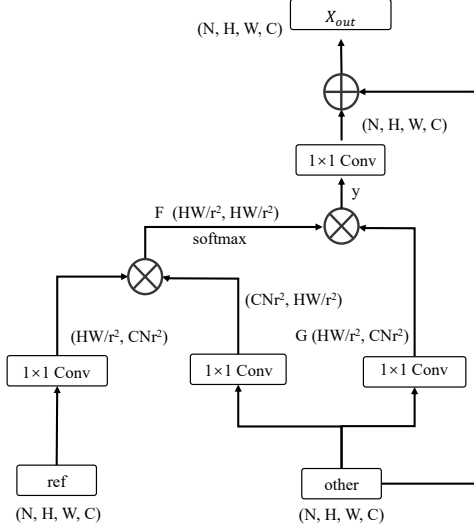 X_out
(N, H, W, C)
(N, H, W, C)
1×1 Conv
y
F (HW/r², HW/r²)
softmax
(CNr², HW/r²)
(HW/r², CNr²)
G (HW/r², CNr²)
1×1 Conv
1×1 Conv
1×1 Conv
ref
other
(N, H, W, C)
(N, H, W, C)